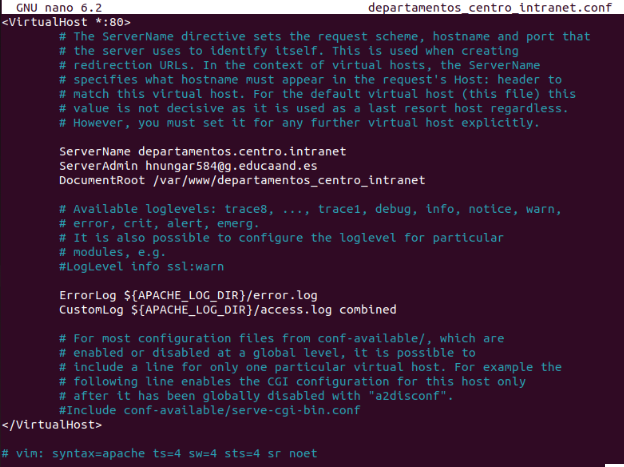 GNU nano 6.2 departamentos_centro_intranet.conf
<VirtualHost *:80>
# The ServerName directive sets the request scheme, hostname and port that
# the server uses to identify itself. This is used when creating
# redirection URLs. In the context of virtual hosts, the ServerName
# specifies what hostname must appear in the request's Host: header to
# match this virtual host. For the default virtual host (this file) this
# value is not decisive as it is used as a last resort host regardless.
# However, you must set it for any further virtual host explicitly.
ServerName departamentos.centro.intranet
ServerAdmin hnungar584@g.educaand.es
DocumentRoot /var/www/departamentos_centro_intranet
# Available loglevels: trace8, ..., trace1, debug, info, notice, warn,
# error, crit, alert, emerg.
# It is also possible to configure the loglevel for particular
# modules, e.g.
#LogLevel info ssl:warn
ErrorLog ${APACHE_LOG_DIR}/error.log
CustomLog ${APACHE_LOG_DIR}/access.log combined
# For most configuration files from conf-available/, which are
# enabled or disabled at a global level, it is possible to
# include a line for only one particular virtual host. For example the
# following line enables the CGI configuration for this host only
# after it has been globally disabled with "a2disconf".
#Include conf-available/serve-cgi-bin.conf
</VirtualHost>
# vim: syntax=apache ts=4 sw=4 sts=4 sr noet